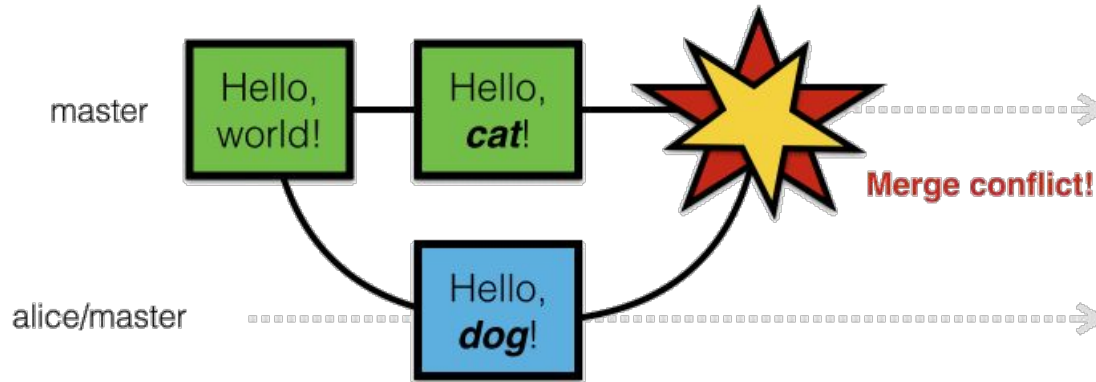 master
Hello,
world!
Hello,
cat!
Merge conflict!
alice/master
Hello,
dog!